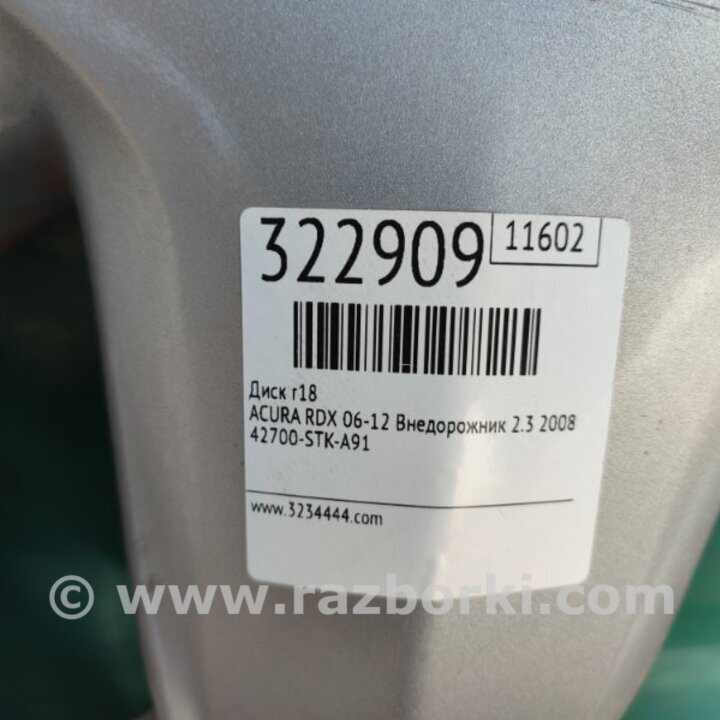 322909
11602
Диск r18
ACURA RDX 06-12 Внедорожник 2.3 2008
42700-STK-A91
www.3234444.com
© www.razborki.com